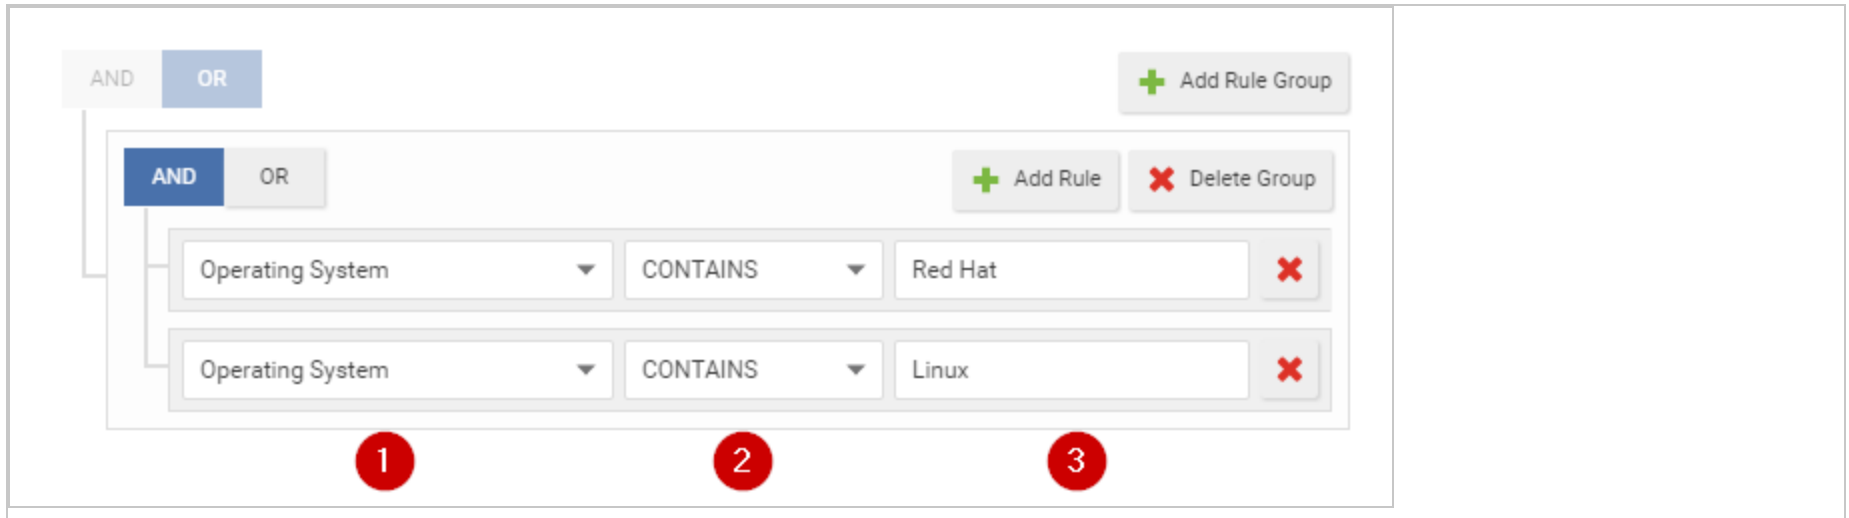 AND OR Add Rule Group
AND OR Add Rule Delete Group
Operating System CONTAINS Red Hat
Operating System CONTAINS Linux
1 2 3